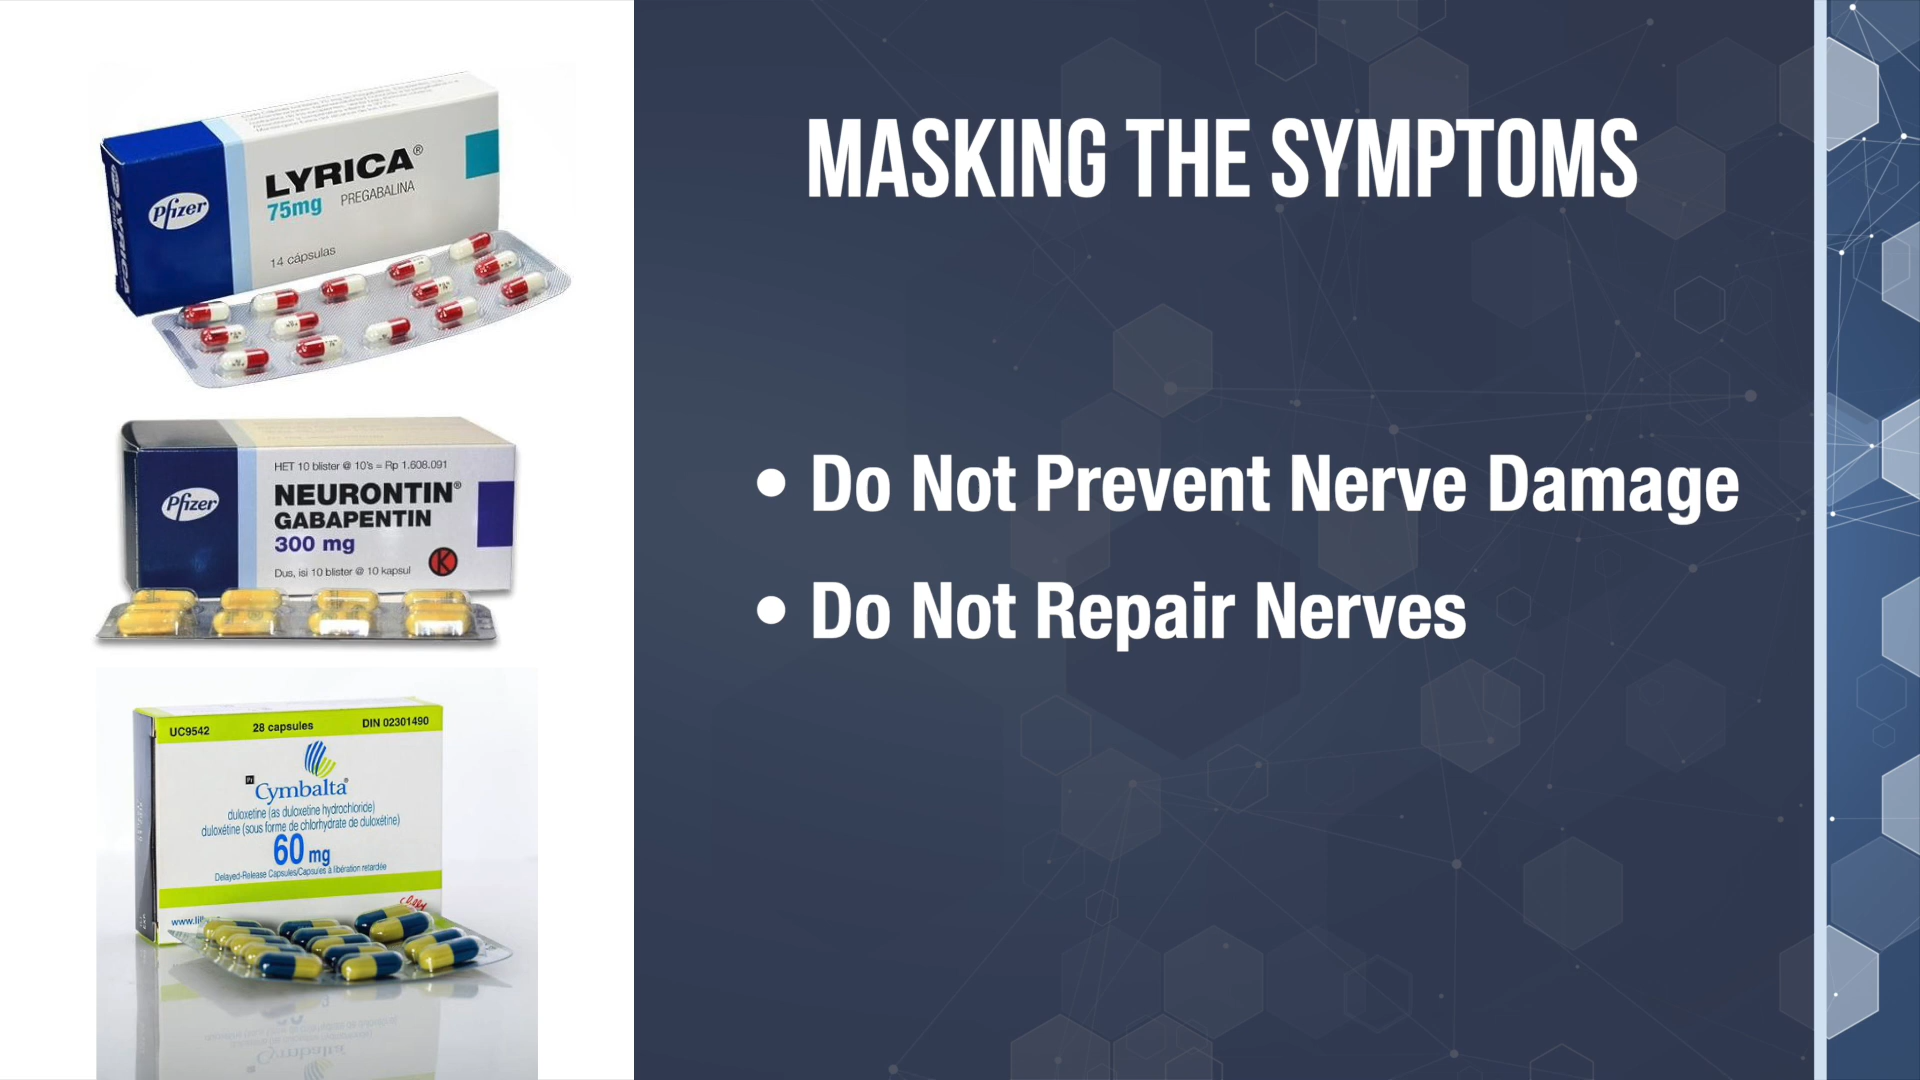 MASKING THE SYMPTOMS
• Do Not Prevent Nerve Damage
• Do Not Repair Nerves
Pfizer
LYRICA®
75mg PREGABALINA
14 cápsulas
LYRICA
HET 10 blister @ 10's = Rp 1.608.091
Pfizer
NEURONTIN®
GABAPENTIN
300 mg
K
Dus, isi 10 blister @ 10 kapsul
UC9542 28 capsules DIN 02301490
Pr Cymbalta®
duloxetine (as duloxetine hydrochloride)
duloxétine (sous forme de chlorhydrate de duloxétine)
60 mg
Delayed-Release Capsules/Capsules à libération retardée
Lilly